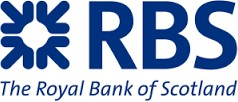 RBS
The Royal Bank of Scotland